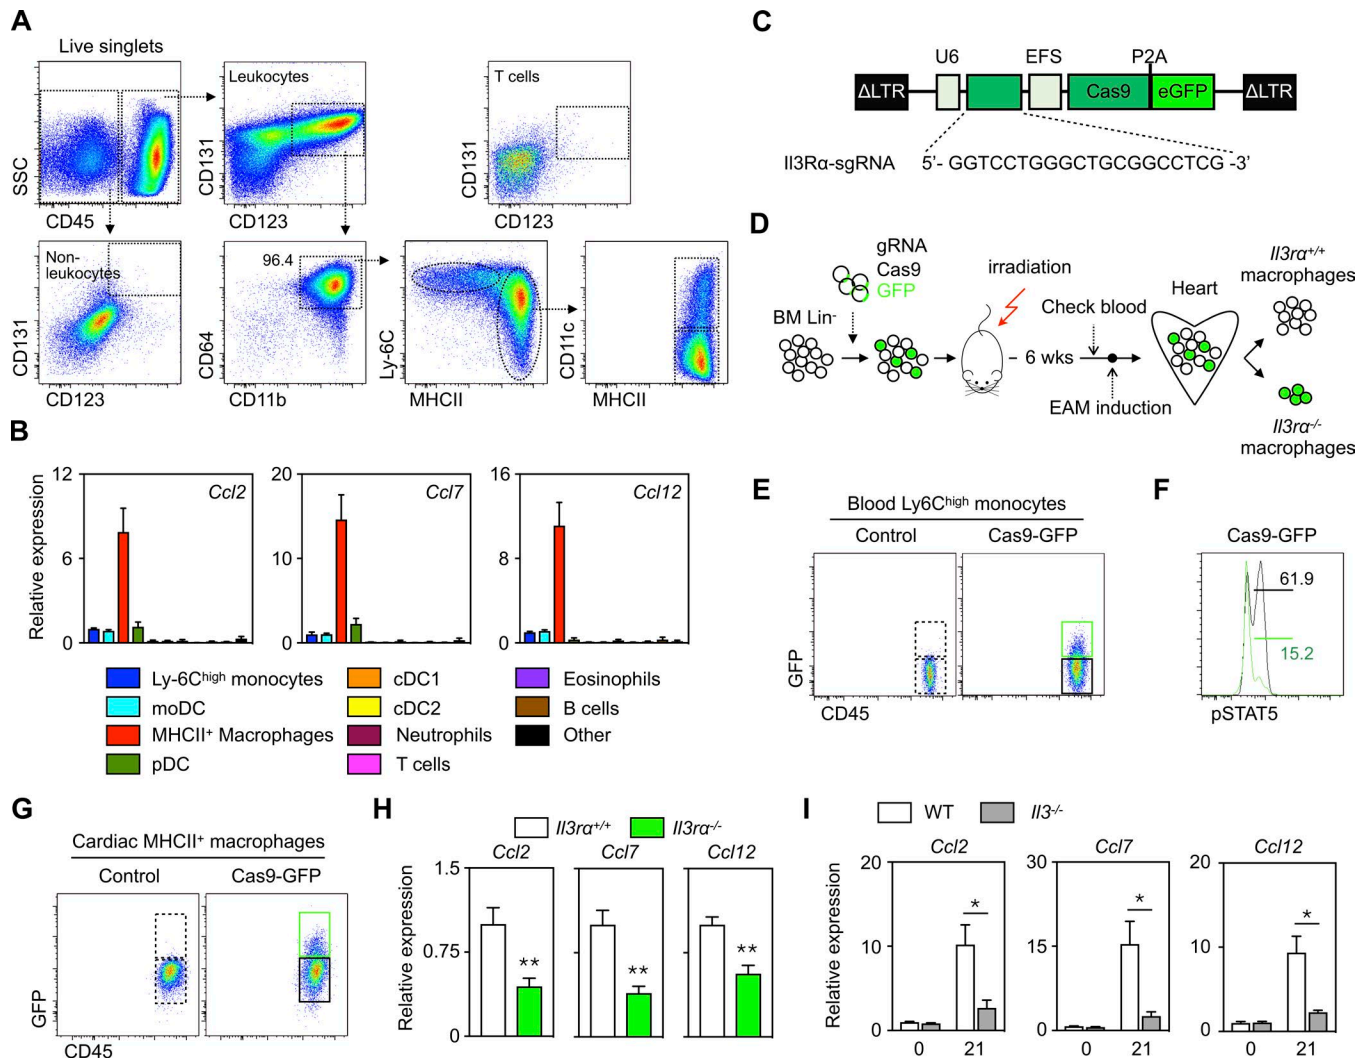 A
Live singlets
SSC
CD45
Leukocytes
CD131
CD123
T cells
CD131
CD123
Non-
leukocytes
CD131
CD123
96.4
CD64
CD11b
Ly-6C
MHCII
CD11c
MHCII
B
Relative expression
12
6
0
Ccl2
20
10
0
Ccl7
16
8
0
Ccl12
Ly-6Chigh monocytes
moDC
MHCII+ Macrophages
pDC
cDC1
cDC2
Neutrophils
T cells
Eosinophils
B cells
Other
C
U6
EFS
P2A
ΔLTR
Cas9
eGFP
ΔLTR
Il3Rα-sgRNA 5'- GGTCCTGGGCTGCGGCCTCG -3'
D
gRNA
Cas9
GFP
BM Lin-
irradiation
6 wks
Check blood
EAM induction
Heart
Il3rα+/+
macrophages
Il3rα-/-
macrophages
E
Blood Ly6Chigh monocytes
Control
Cas9-GFP
GFP
CD45
F
Cas9-GFP
61.9
15.2
pSTAT5
G
Cardiac MHCII+ macrophages
Control
Cas9-GFP
GFP
CD45
H
Il3rα+/+
Il3rα-/-
Relative expression
1.5
0.75
0
Ccl2
**
Ccl7
**
Ccl12
**
I
WT
Il3-/-
Relative expression
Ccl2
20
10
0
*
0 21
Ccl7
30
15
0
*
0 21
Ccl12
20
10
0
*
0 21